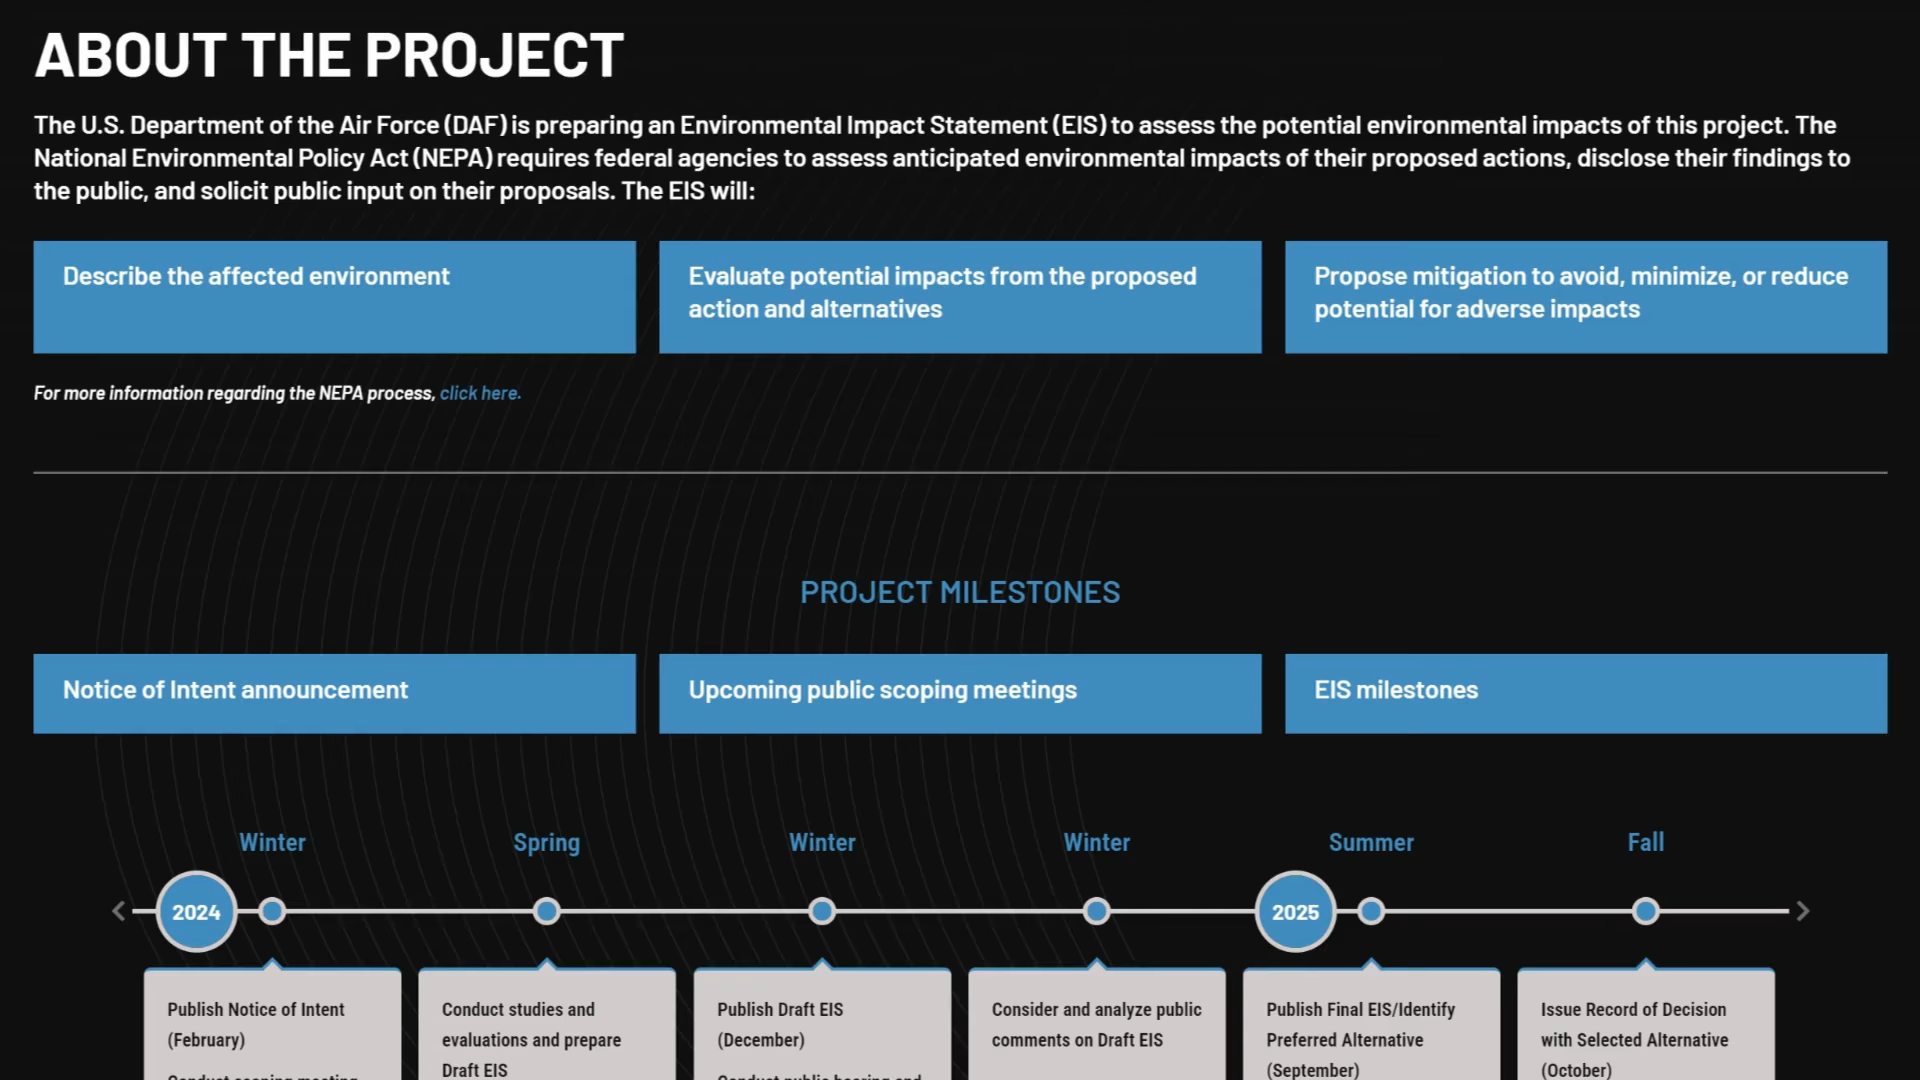 ABOUT THE PROJECT
The U.S. Department of the Air Force (DAF) is preparing an Environmental Impact Statement (EIS) to assess the potential environmental impacts of this project. The
National Environmental Policy Act (NEPA) requires federal agencies to assess anticipated environmental impacts of their proposed actions, disclose their findings to
the public, and solicit public input on their proposals. The EIS will:
Describe the affected environment
Evaluate potential impacts from the proposed
action and alternatives
Propose mitigation to avoid, minimize, or reduce
potential for adverse impacts
For more information regarding the NEPA process, click here.
PROJECT MILESTONES
Notice of Intent announcement
Upcoming public scoping meetings
EIS milestones
Winter
Spring
Winter
Winter
Summer
Fall
2024
2025
Publish Notice of Intent
(February)
Conduct scoping meeting
Conduct studies and
evaluations and prepare
Draft EIS
Publish Draft EIS
(December)
Conduct public hearing and
Consider and analyze public
comments on Draft EIS
Publish Final EIS/Identify
Preferred Alternative
(September)
Issue Record of Decision
with Selected Alternative
(October)